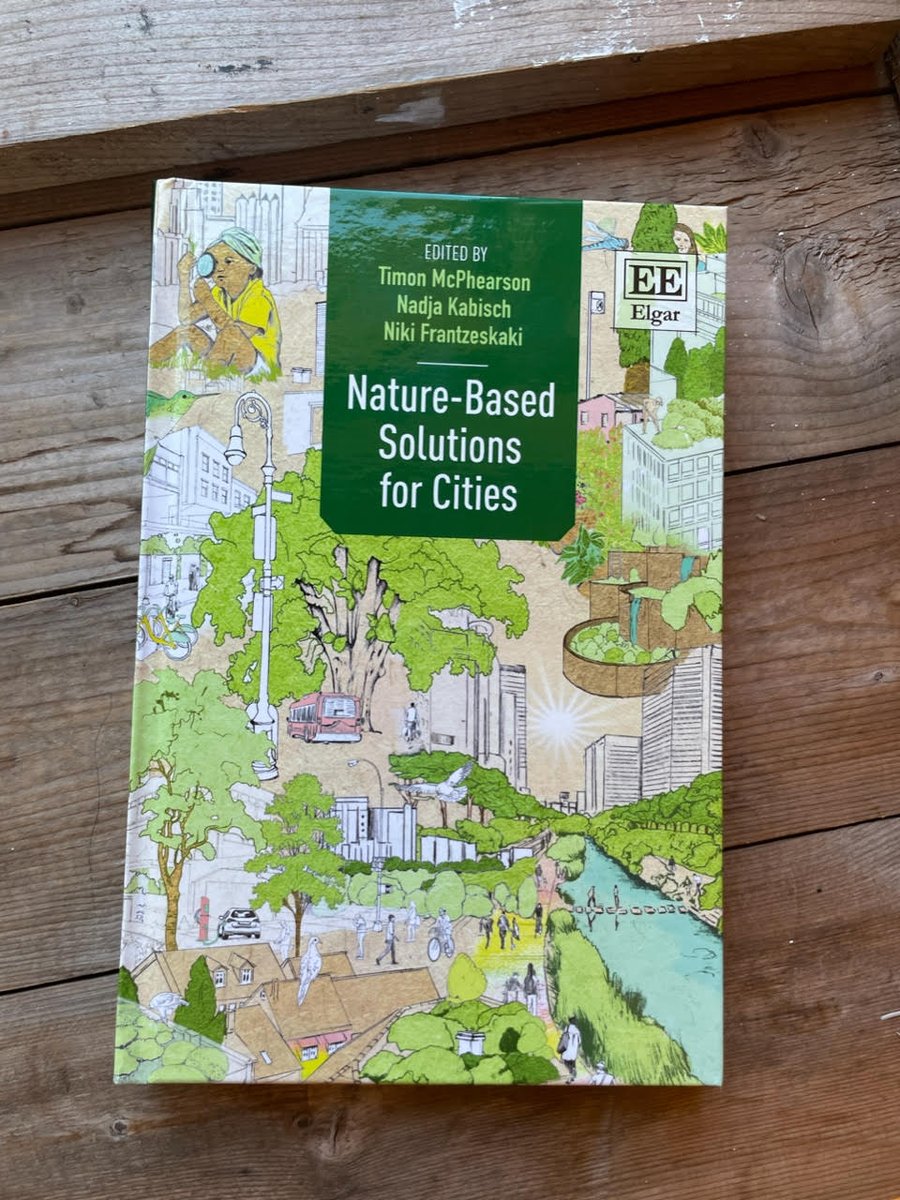 EDITED BY
Timon McPhearson
Nadja Kabisch
Niki Frantzeskaki
Nature-Based
Solutions
for Cities
EE
Elgar